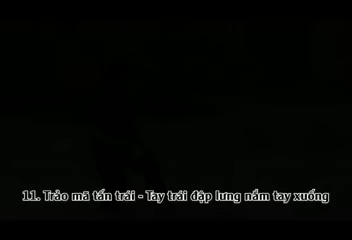 11. Trảo mã tấn trái - Tay trái đập lưng nắm tay xuống